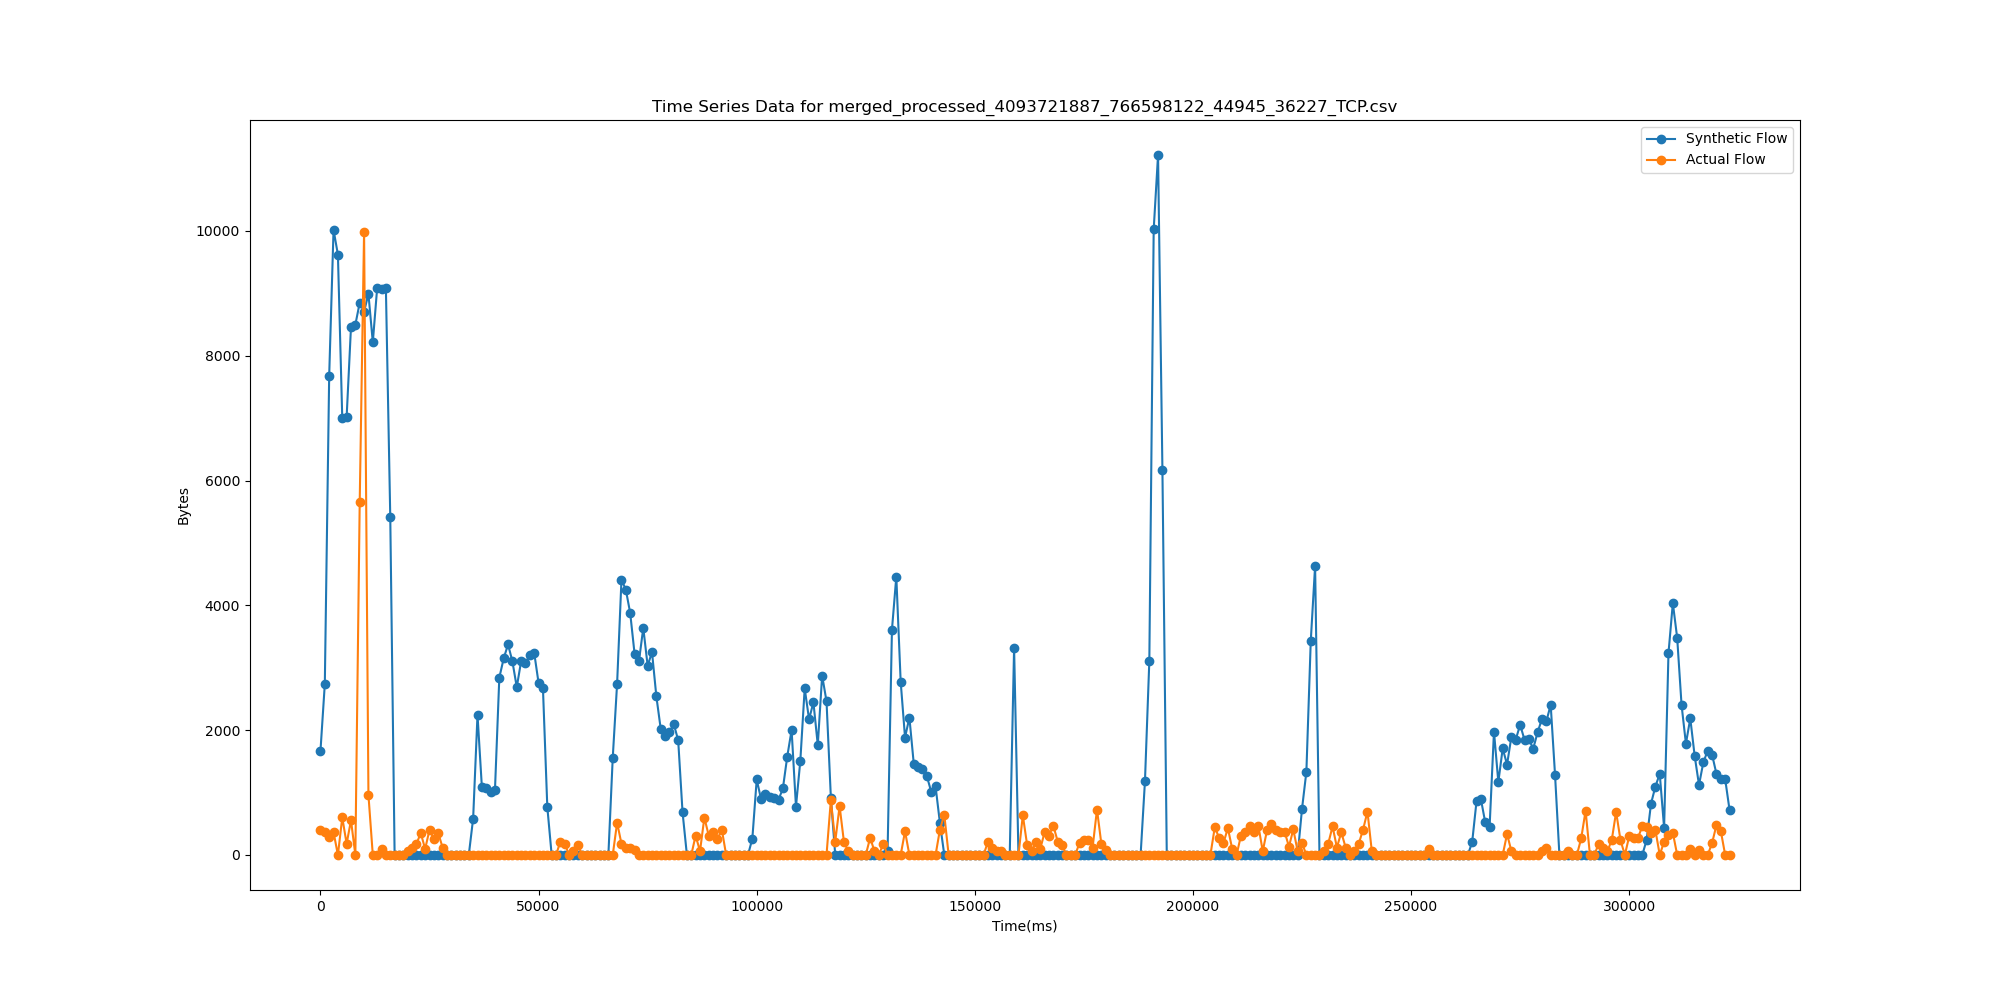 Time Series Data for merged_processed_4093721887_766598122_44945_36227_TCP.csv
Synthetic Flow
Actual Flow
10000
8000
6000
4000
2000
0
Bytes
0 50000 100000 150000 200000 250000 300000
Time(ms)